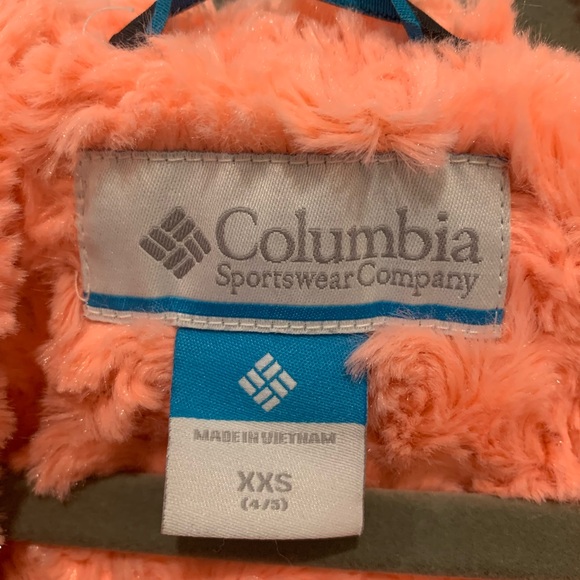 Columbia
Sportswear Company
MADE IN VIETNAM
XXS
(4/5)